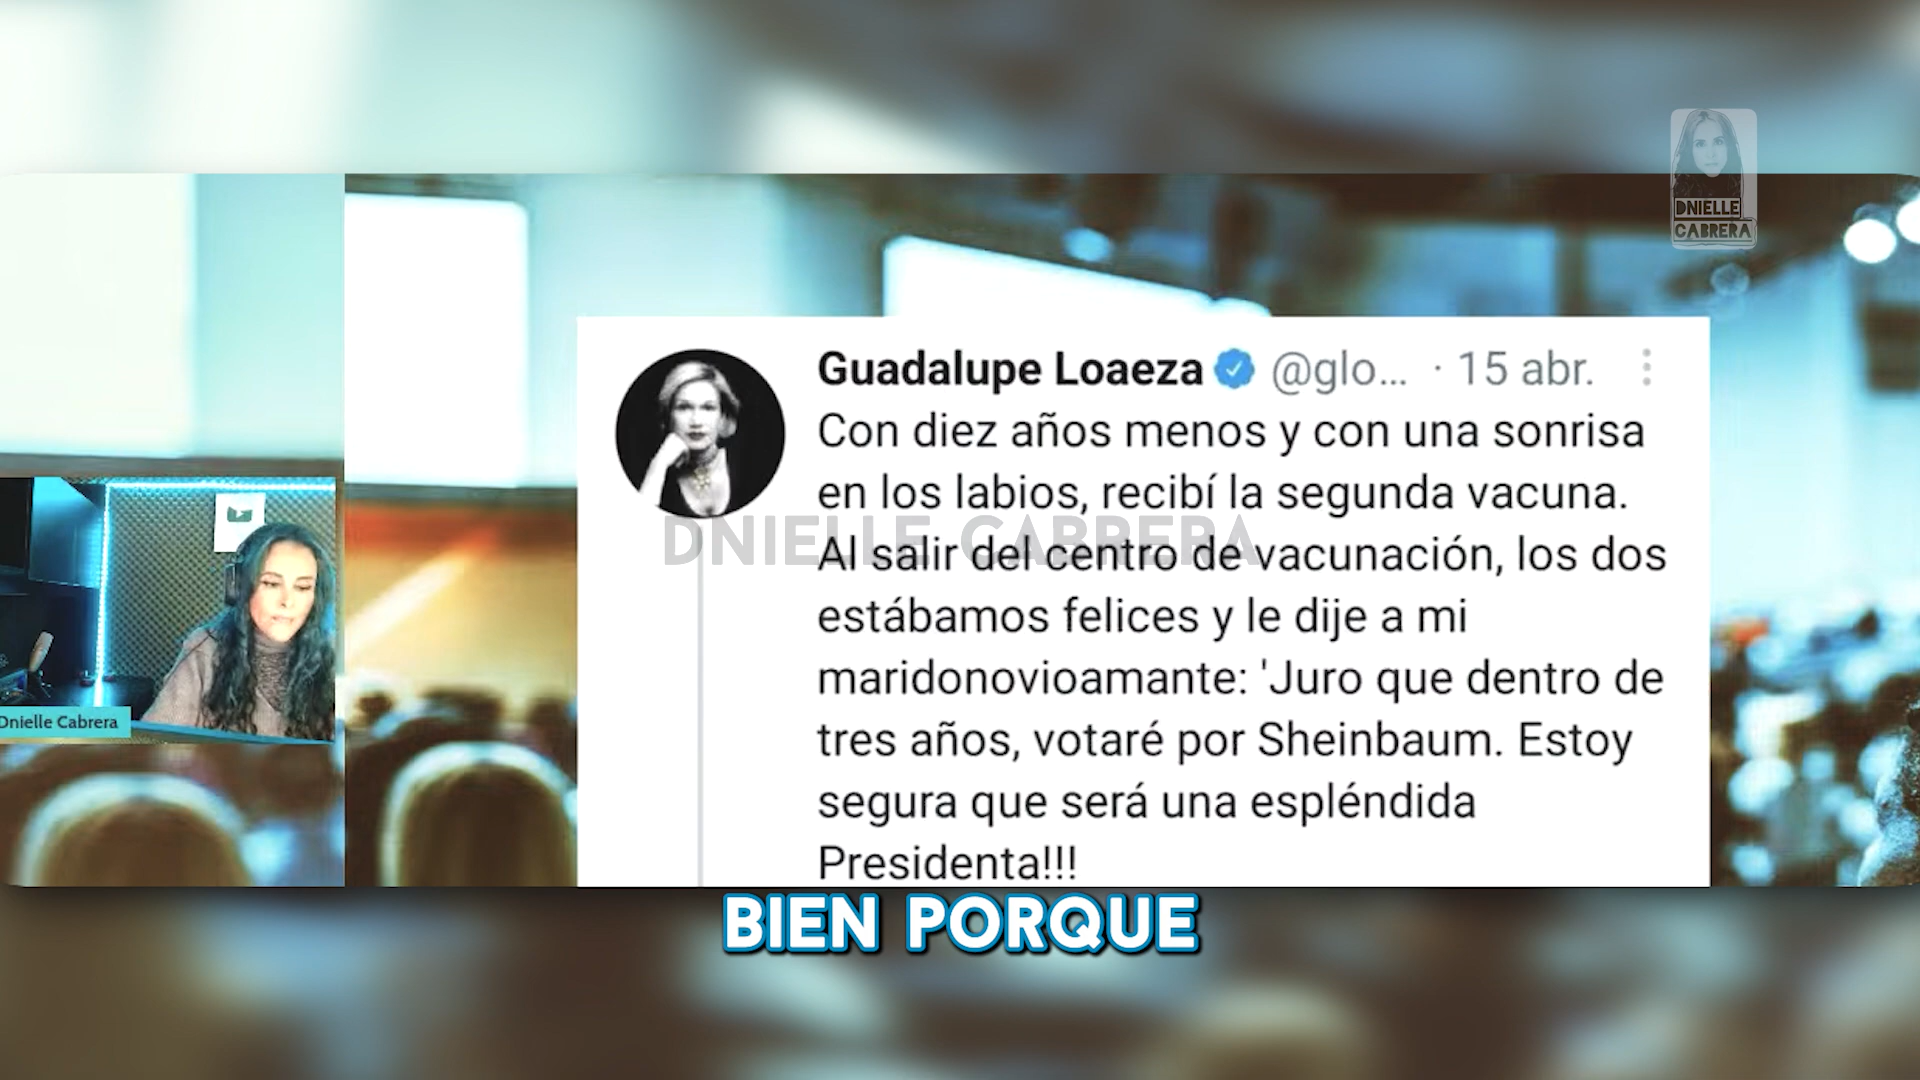 DNIELLE
CABRERA
Guadalupe Loaeza @glo... · 15 abr.
Con diez años menos y con una sonrisa
en los labios, recibí la segunda vacuna.
DNIELLE CABRERA
Al salir del centro de vacunación, los dos
estábamos felices y le dije a mi
maridonovioamante: 'Juro que dentro de
tres años, votaré por Sheinbaum. Estoy
segura que será una espléndida
Presidenta!!!
Dnielle Cabrera
BIEN PORQUE